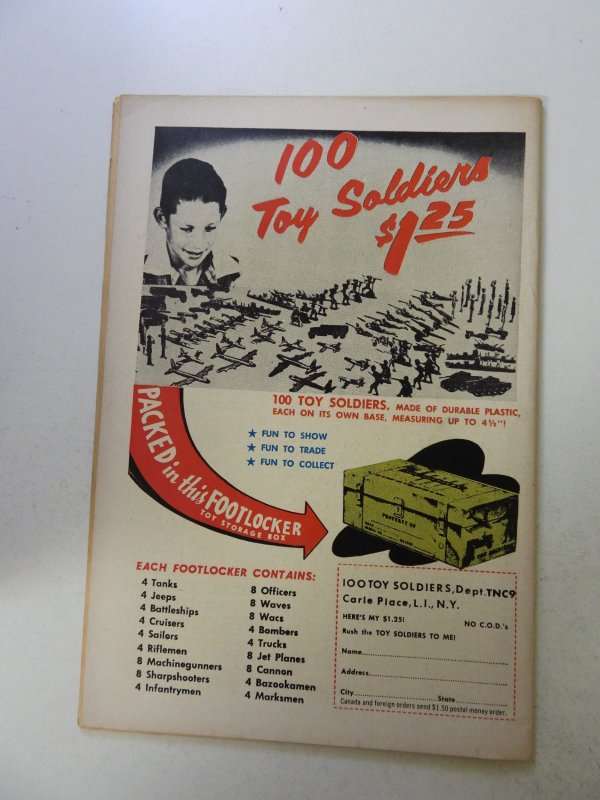 100
Toy Soldiers
$1.25
100 TOY SOLDIERS, MADE OF DURABLE PLASTIC,
EACH ON ITS OWN BASE, MEASURING UP TO 4½"!
★ FUN TO SHOW
★ FUN TO TRADE
★ FUN TO COLLECT
PACKED in this FOOTLOCKER
TOY STORAGE BOX
PROPERTY OF
EACH FOOTLOCKER CONTAINS:
4 Tanks
4 Jeeps
4 Battleships
4 Cruisers
4 Sailors
4 Riflemen
8 Machinegunners
8 Sharpshooters
4 Infantrymen
8 Officers
8 Waves
8 Wacs
4 Bombers
4 Trucks
8 Jet Planes
8 Cannon
4 Bazookamen
4 Marksmen
100 TOY SOLDIERS, Dept. TNC9
Carle Place, L.I., N.Y.
HERE'S MY $1.25! NO C.O.D.'s
Rush the TOY SOLDIERS TO ME!
Name
Address
City State
Canada and foreign orders send $1.50 postal money order.